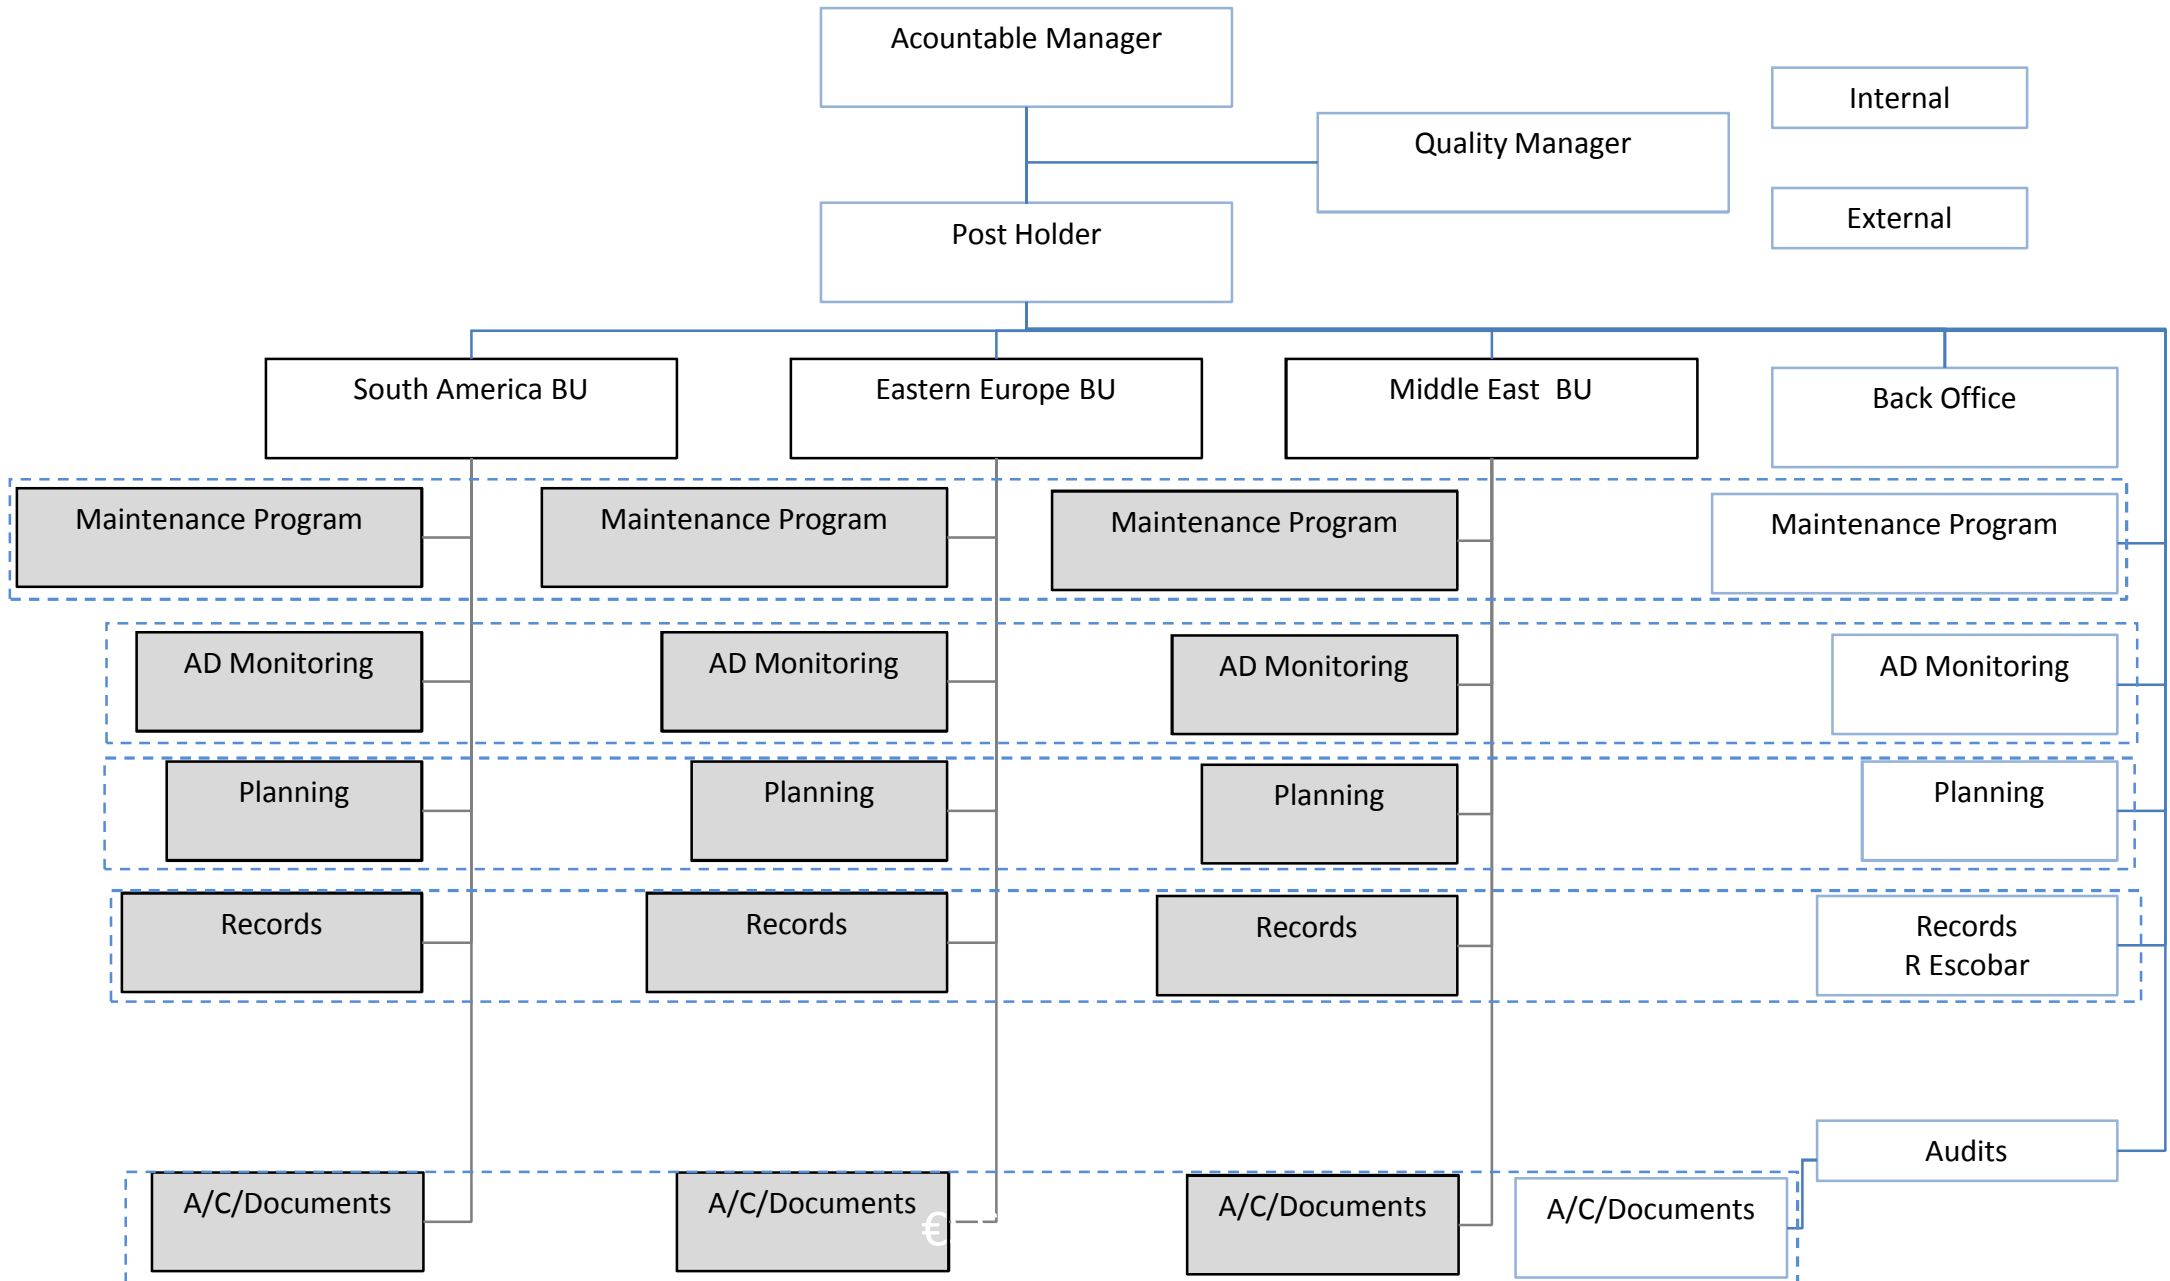 Acountable Manager
Internal
Quality Manager
External
Post Holder
South America BU
Eastern Europe BU
Middle East  BU
Back Office
Maintenance Program
Maintenance Program
Maintenance Program
Maintenance Program
AD Monitoring
AD Monitoring
AD Monitoring
AD Monitoring
Planning
Planning
Planning
Planning
Records
Records
Records
Records
R Escobar
Audits
A/C/Documents
A/C/Documents
A/C/Documents
A/C/Documents
€